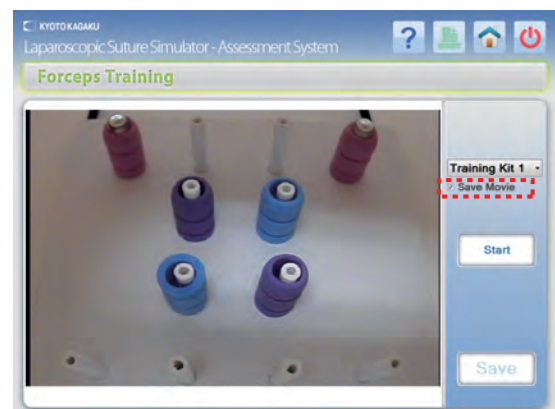 KYOTO KAGAKU
Laparoscopic Suture Simulator - Assessment System
?
Forceps Training
Training Kit 1
Save Movie
Start
Save